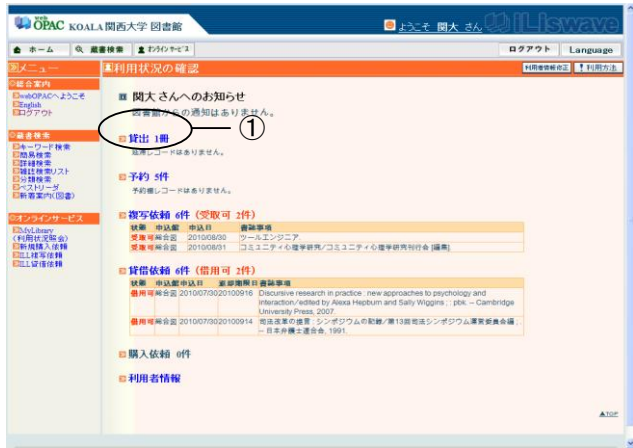 web
OPAC KOALA 関西大学 図書館
ようこそ 関大 さん
iLiswave
ホーム
蔵書検索
オンラインサービス
ログアウト
Language
メニュー
利用状況の確認
利用者情報修正
利用方法
総合案内
WebOPACへようこそ
English
ログアウト
蔵書検索
キーワード検索
簡易検索
詳細検索
雑誌検索リスト
分類検索
ベストリーダ
新着案内(図書)
オンラインサービス
MyLibrary
(利用状況照会)
新規購入依頼
ILL複写依頼
ILL貸借依頼
関大 さんへのお知らせ
図書館からの通知はありません。
①
貸出 1冊
延滞レコードはありません。
予約 5件
予約棚レコードはありません。
複写依頼 6件 (受取可 2件)
状態 申込館 申込日 書誌事項
受取可 総合図 2010/08/30 ツールエンジニア
受取可 総合図 2010/08/31 コミュニティ心理学研究/コミュニティ心理学研究刊行会 [編集].
貸借依頼 6件 (借用可 2件)
状態 申込館 申込日 返却期限日 書誌事項
借用可 総合図 2010/07/30 20100916 Discursive research in practice : new approaches to psychology and
interaction/edited by Alexa Hepburn and Sally Wiggins ; : pbk. -- Cambridge
University Press, 2007.
借用可 総合図 2010/07/30 20100914 司法改革の提言 : シンポジウムの記録/第13回司法シンポジウム運営委員会編 ;
-- 日本弁護士連合会, 1991.
購入依頼 0件
利用者情報
▲TOP